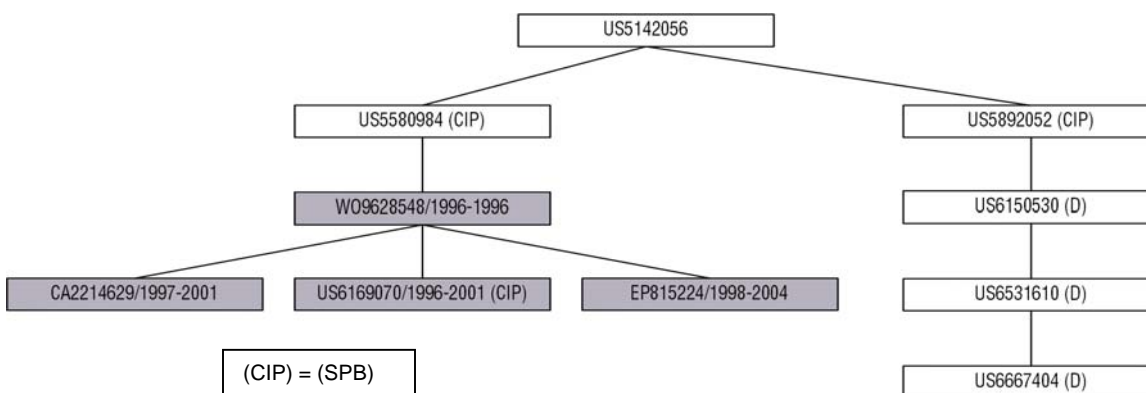 US5142056
US5580984 (CIP)
US5892052 (CIP)
WO9628548/1996-1996
US6150530 (D)
CA2214629/1997-2001
US6169070/1996-2001 (CIP)
EP815224/1998-2004
US6531610 (D)
(CIP) = (SPB)
US6667404 (D)